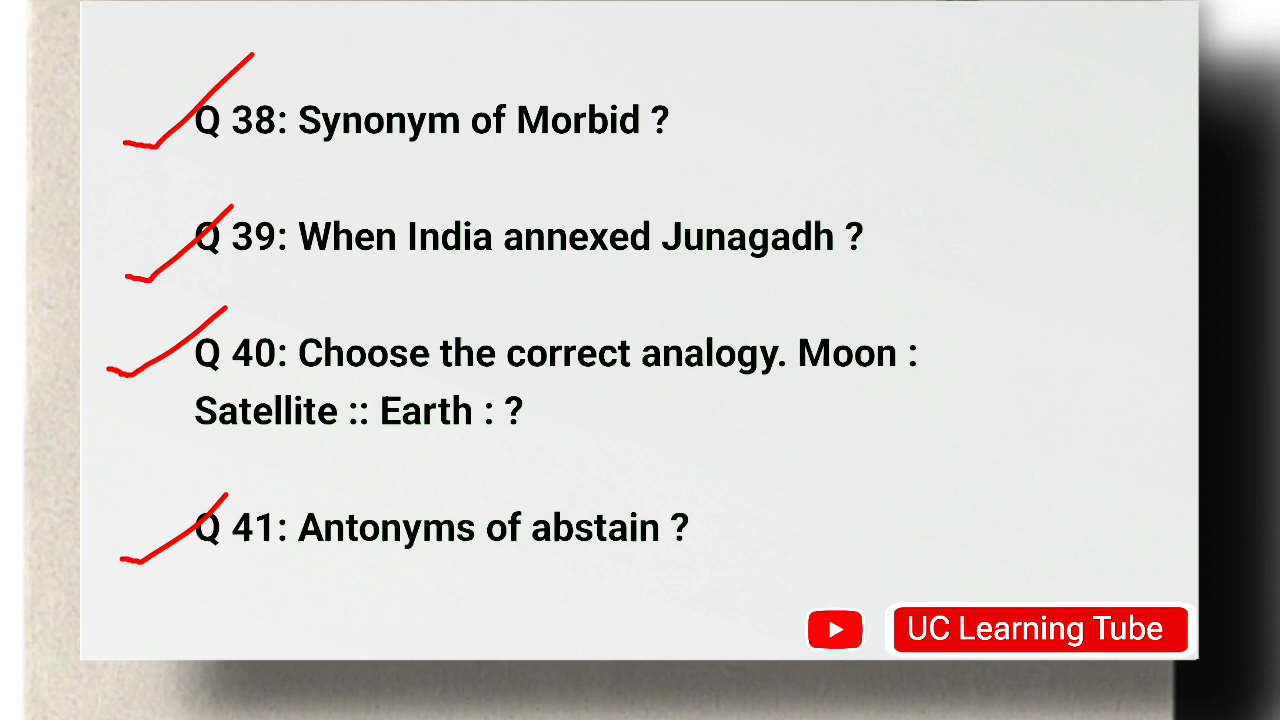 Q 38: Synonym of Morbid ?
Q 39: When India annexed Junagadh ?
Q 40: Choose the correct analogy. Moon :
Satellite :: Earth : ?
Q 41: Antonyms of abstain ?
UC Learning Tube